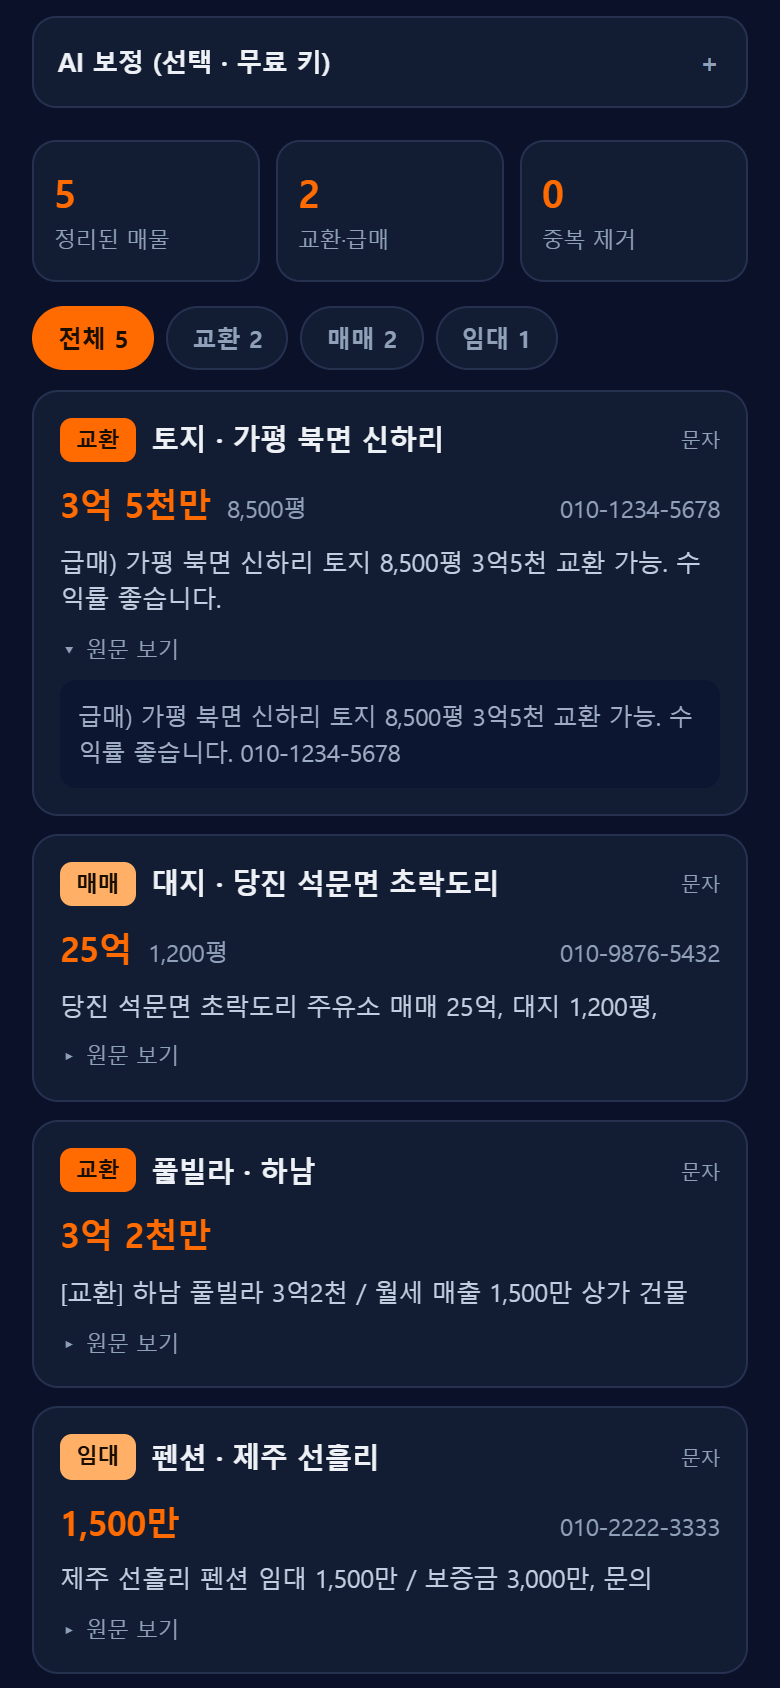 AI 보정 (선택 · 무료 키) +
5
정리된 매물
2
교환·급매
0
중복 제거
전체 5 교환 2 매매 2 임대 1
교환 토지 · 가평 북면 신하리 문자
3억 5천만 8,500평 010-1234-5678
급매) 가평 북면 신하리 토지 8,500평 3억5천 교환 가능. 수
익률 좋습니다.
▾ 원문 보기
급매) 가평 북면 신하리 토지 8,500평 3억5천 교환 가능. 수
익률 좋습니다. 010-1234-5678
매매 대지 · 당진 석문면 초락도리 문자
25억 1,200평 010-9876-5432
당진 석문면 초락도리 주유소 매매 25억, 대지 1,200평,
▸ 원문 보기
교환 풀빌라 · 하남 문자
3억 2천만
[교환] 하남 풀빌라 3억2천 / 월세 매출 1,500만 상가 건물
▸ 원문 보기
임대 펜션 · 제주 선흘리 문자
1,500만 010-2222-3333
제주 선흘리 펜션 임대 1,500만 / 보증금 3,000만, 문의
▸ 원문 보기